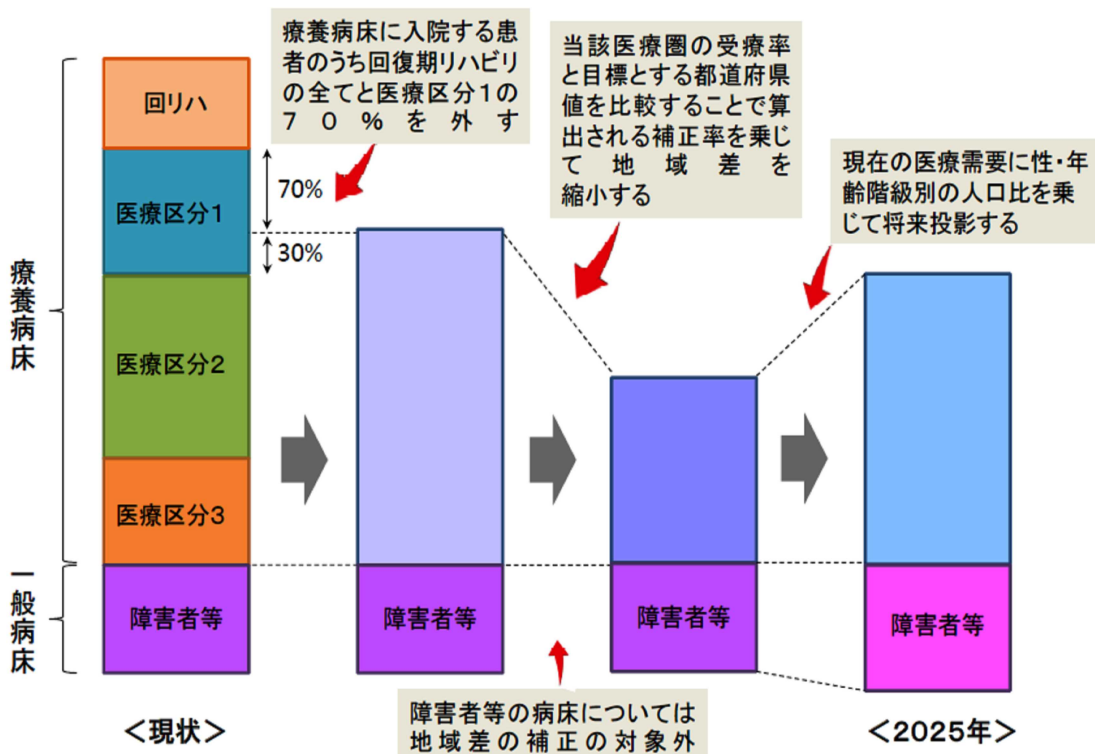 療養病床に入院する患
者のうち回復期リハビリ
の全てと医療区分1の
70%を外す
当該医療圏の受療率
と目標とする都道府県
値を比較することで算
出される補正率を乗じ
て地域差を
縮小する
現在の医療需要に性・年
齢階級別の人口比を乗
じて将来投影する
療養病床
一般病床
回リハ
医療区分1
70%
30%
医療区分2
医療区分3
障害者等
障害者等
障害者等
障害者等
障害者等の病床については
地域差の補正の対象外
＜現状＞
＜2025年＞